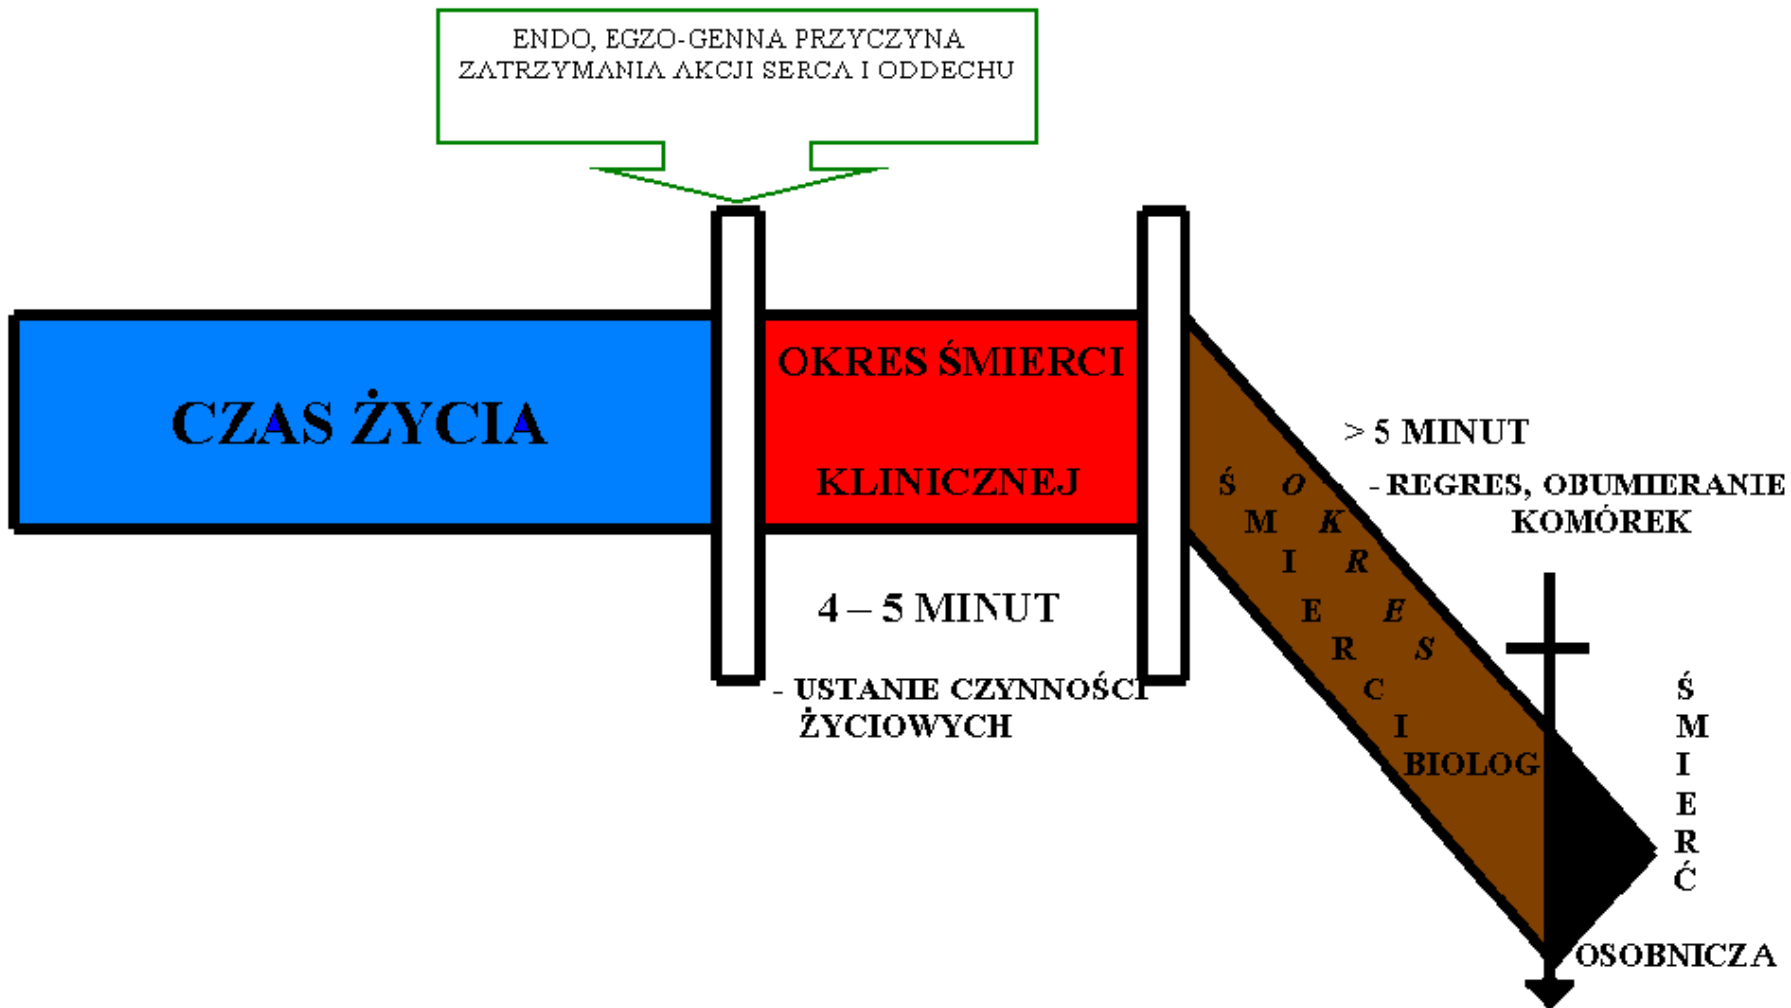 ENDO, EGZO-GENNA PRZYCZYNA
ZATRZYMANIA AKCJI SERCA I ODDECHU
CZAS ŻYCIA
OKRES ŚMIERCI
KLINICZNEJ
4 – 5 MINUT
- USTANIE CZYNNOŚCI
ŻYCIOWYCH
> 5 MINUT
- REGRES, OBUMIERANIE
KOMÓREK
OKRES
ŚMIERCI
BIOLOG
ŚMIERĆ
OSOBNICZA